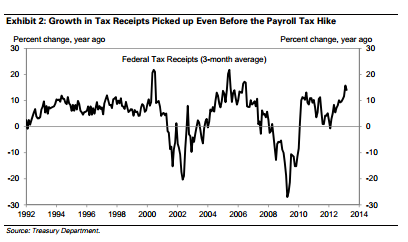 Exhibit 2: Growth in Tax Receipts Picked up Even Before the Payroll Tax Hike
Percent change, year ago Percent change, year ago
30 30
Federal Tax Receipts (3-month average)
20 20
10 10
0 0
-10 -10
-20 -20
-30 -30
1992 1994 1996 1998 2000 2002 2004 2006 2008 2010 2012 2014
Source: Treasury Department.